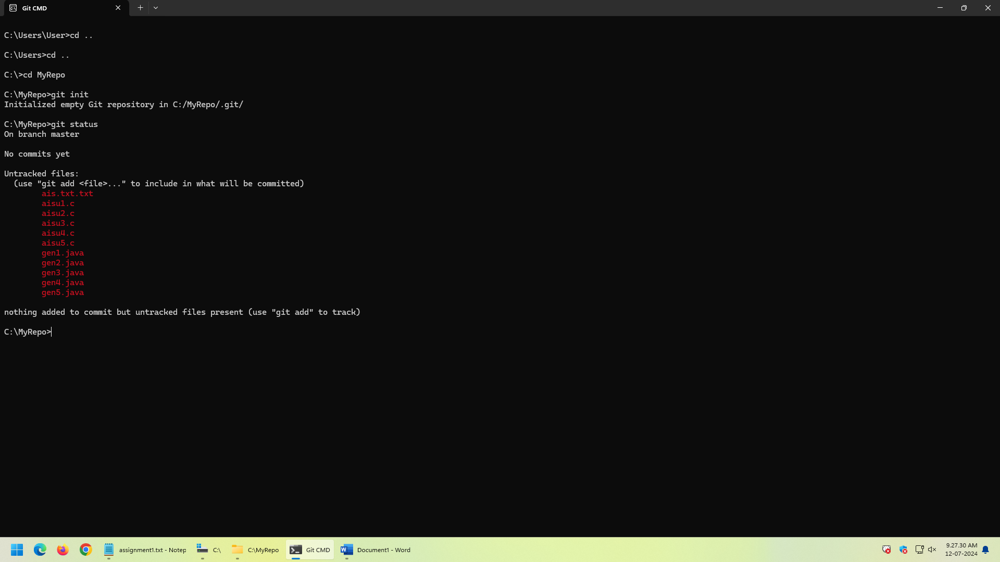 Git CMD
C:\Users\User>cd ..
C:\Users>cd ..
C:\>cd MyRepo
C:\MyRepo>git init
Initialized empty Git repository in C:/MyRepo/.git/
C:\MyRepo>git status
On branch master
No commits yet
Untracked files:
  (use "git add <file>..." to include in what will be committed)
        ais.txt.txt
        aisu1.c
        aisu2.c
        aisu3.c
        aisu4.c
        aisu5.c
        gen1.java
        gen2.java
        gen3.java
        gen4.java
        gen5.java
nothing added to commit but untracked files present (use "git add" to track)
C:\MyRepo>
assignment1.txt - Notep
C:\
C:\MyRepo
Git CMD
Document1 - Word
9.27.30 AM
12-07-2024